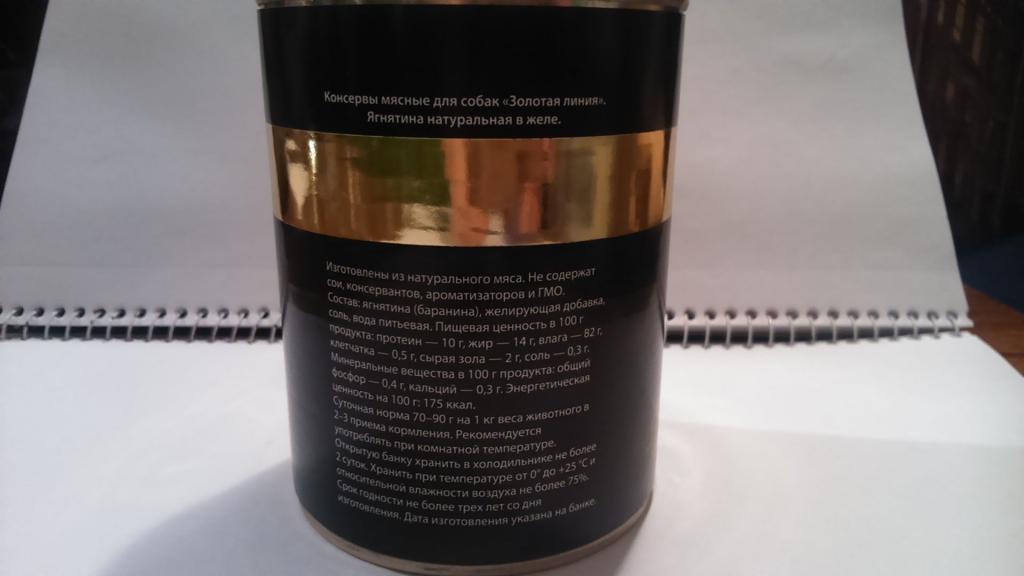 Консервы мясные для собак «Золотая линия».
Ягнятина натуральная в желе.
Изготовлены из натурального мяса. Не содержат
сои, консервантов, ароматизаторов и ГМО.
Состав: ягнятина (баранина), желирующая добавка,
соль, вода питьевая. Пищевая ценность в 100 г
продукта: протеин — 10 г, жир — 14 г, влага — 82 г.
клетчатка — 0,5 г, сырая зола — 2 г, соль — 0,3 г.
Минеральные вещества в 100 г продукта: общий
фосфор — 0,4 г, кальций — 0,3 г. Энергетическая
ценность на 100 г: 175 ккал.
Суточная норма 70–90 г на 1 кг веса животного в
2–3 приема кормления. Рекомендуется
употреблять при комнатной температуре.
Открытую банку хранить в холодильнике не более
2 суток. Хранить при температуре от 0° до +25 °C и
относительной влажности воздуха не более 75%.
Срок годности не более трех лет со дня
изготовления. Дата изготовления указана на банке.